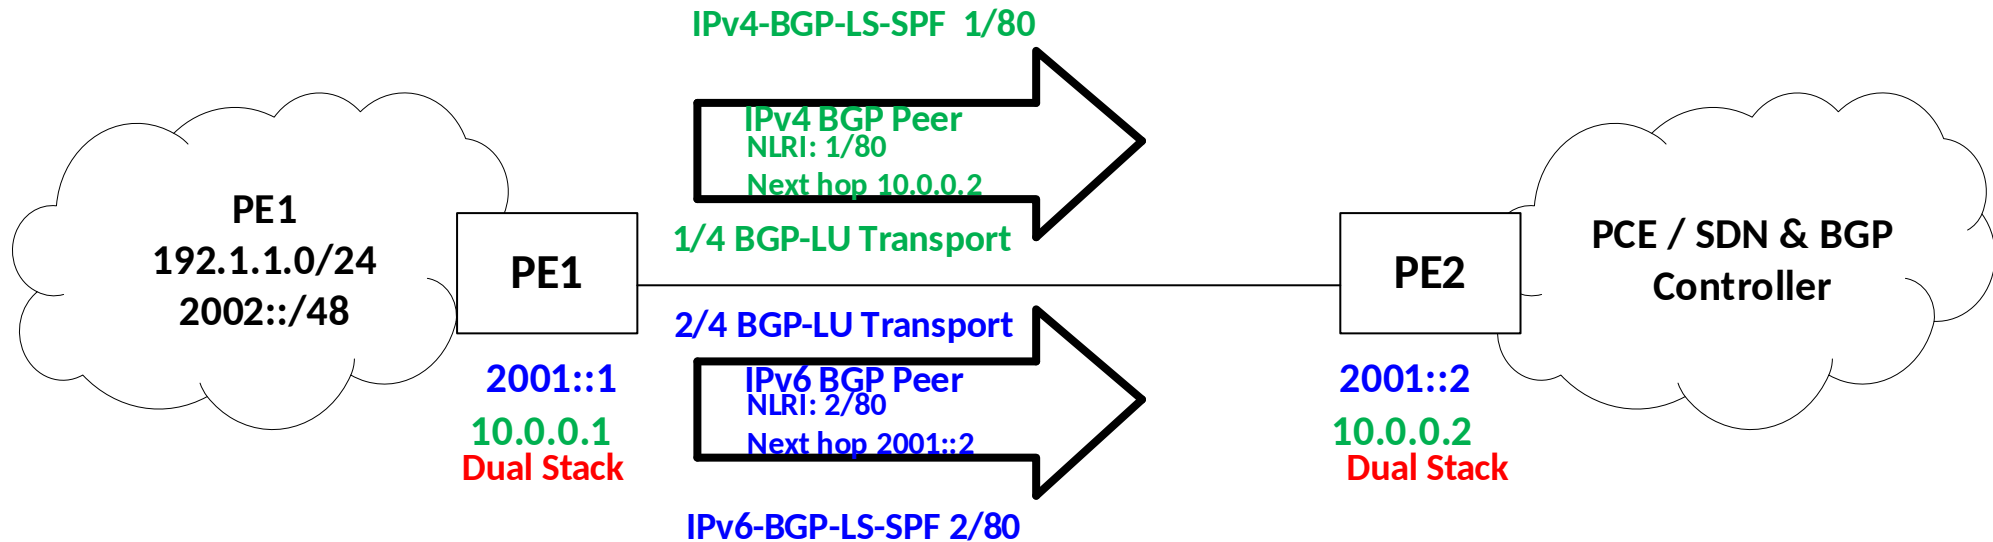 IPv4-BGP-LS-SPF 1/80
IPv4 BGP Peer
NLRI: 1/80
Next hop 10.0.0.2
1/4 BGP-LU Transport
PE1
192.1.1.0/24
2002::/48
PE1
PE2
PCE / SDN & BGP
Controller
2/4 BGP-LU Transport
IPv6 BGP Peer
NLRI: 2/80
Next hop 2001::2
IPv6-BGP-LS-SPF 2/80
2001::1
10.0.0.1
Dual Stack
2001::2
10.0.0.2
Dual Stack